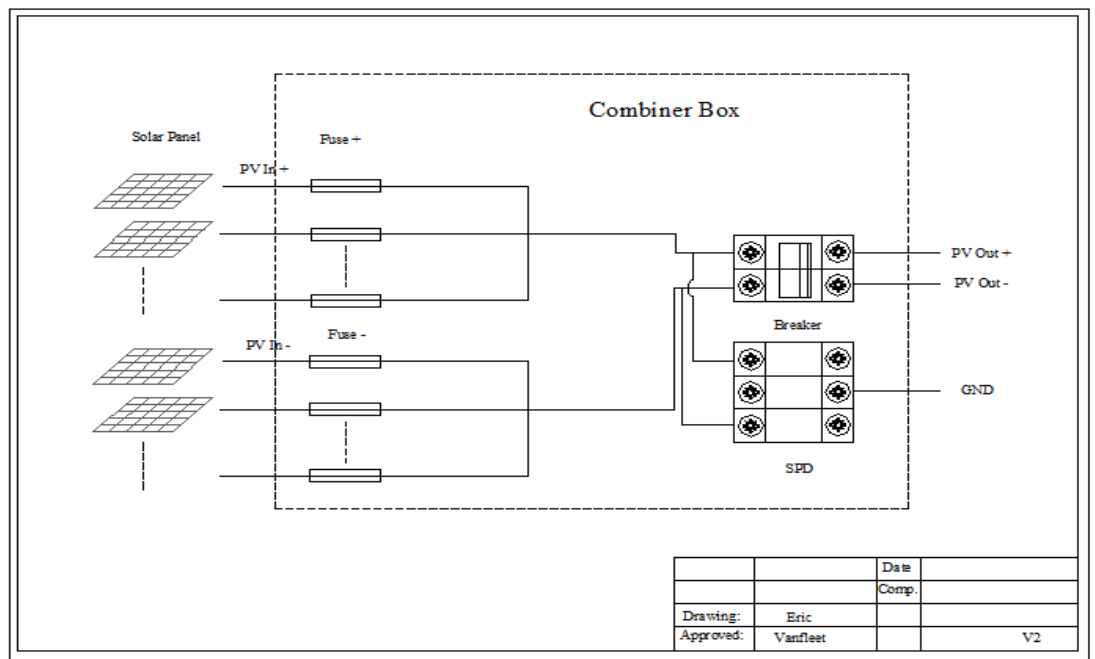 Combiner Box
Solar Panel
Fuse +
PV In +
PV Out +
PV Out -
Breaker
Fuse -
PV In -
GND
SPD
Date
Comp.
Drawing: Eric
Approved: Vanfleet V2